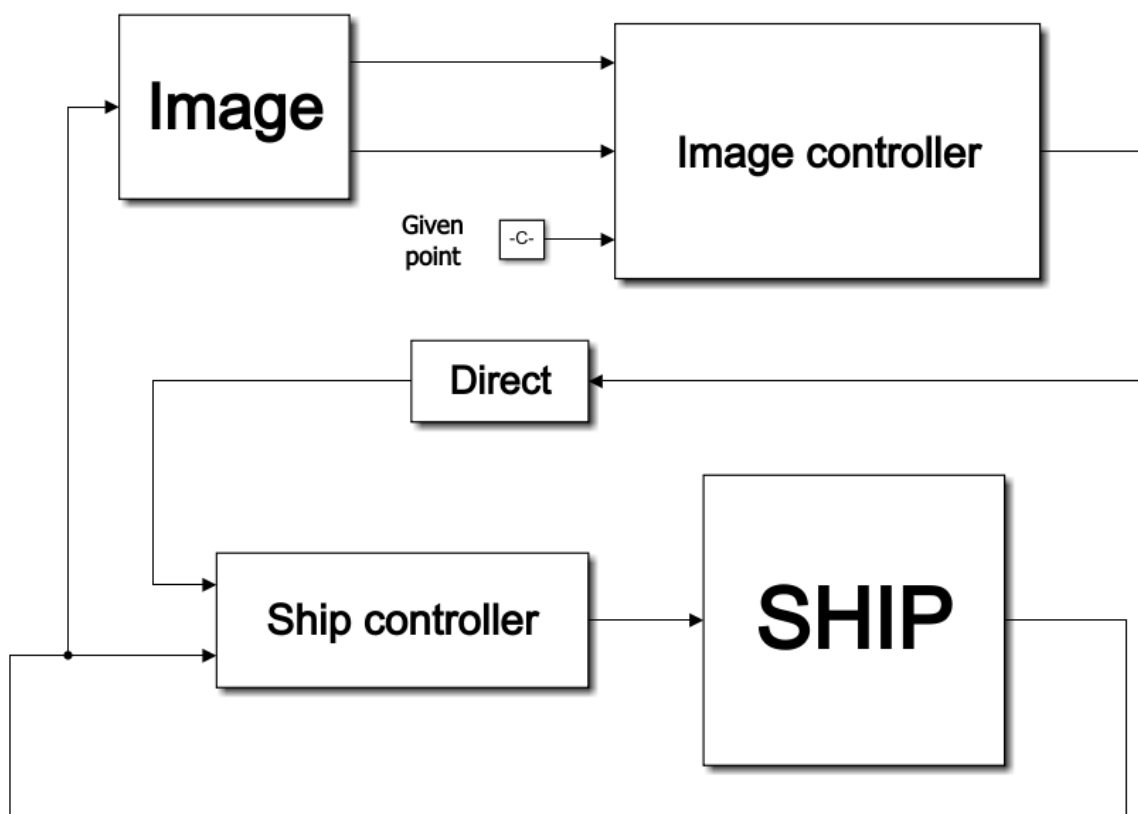 Image
Image controller
Given
point
-C-
Direct
Ship controller
SHIP